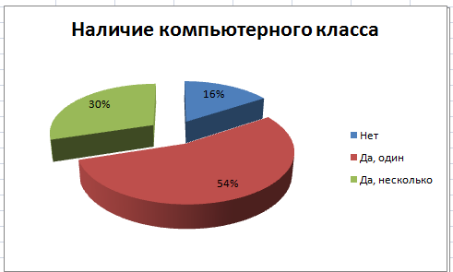 Наличие компьютерного класса
30%
16%
54%
Нет
Да, один
Да, несколько